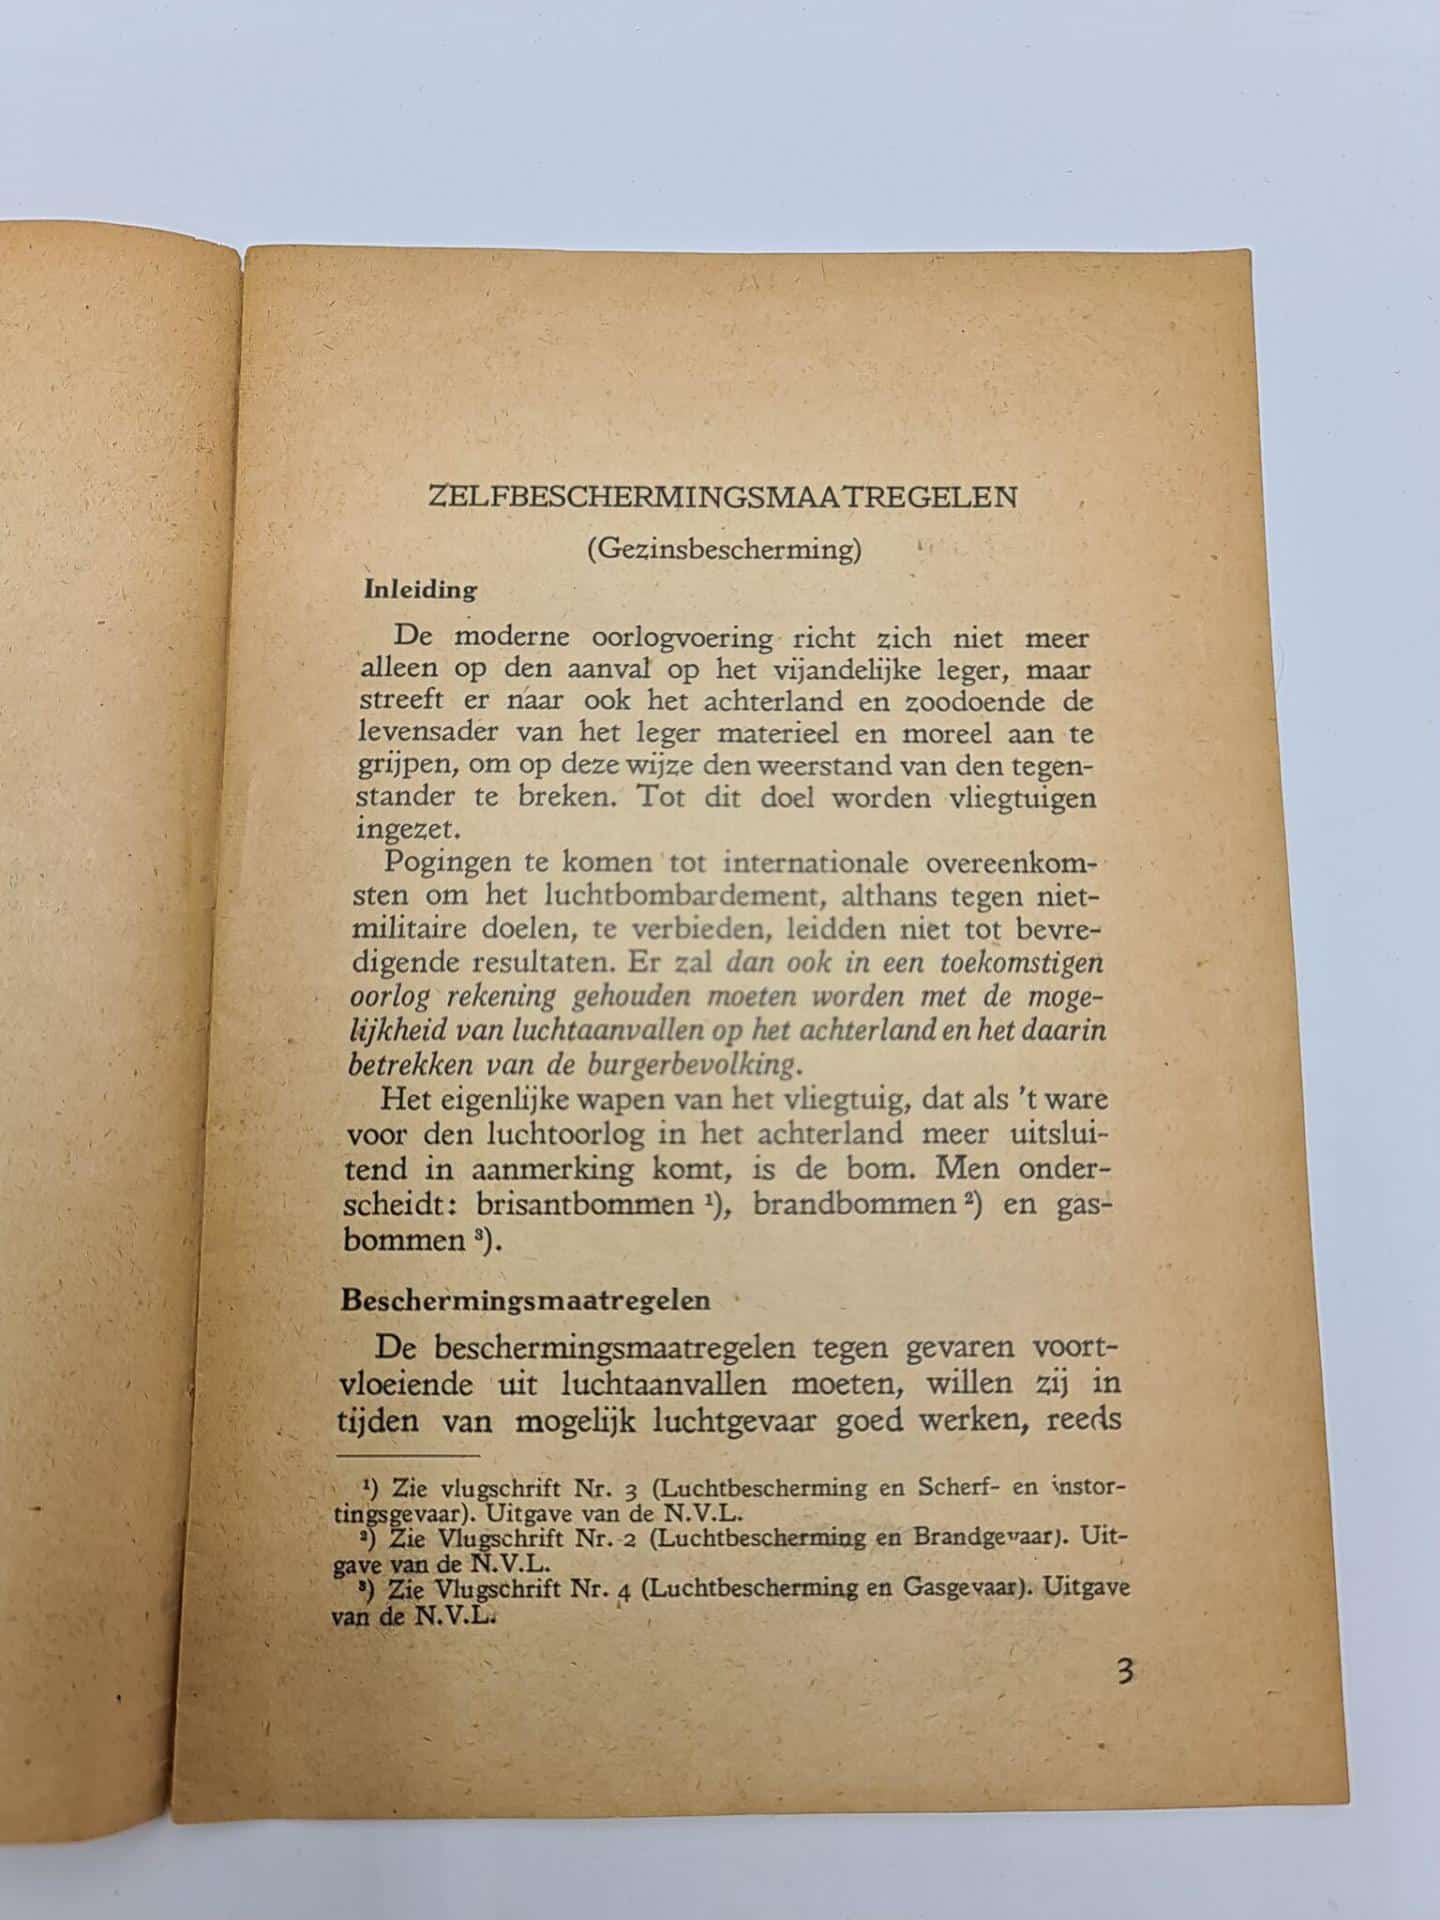 ZELFBESCHERMINGSMAATREGELEN
(Gezinsbescherming)
Inleiding
De moderne oorlogvoering richt zich niet meer
alleen op den aanval op het vijandelijke leger, maar
streeft er naar ook het achterland en zoodoende de
levensader van het leger materieel en moreel aan te
grijpen, om op deze wijze den weerstand van den tegen-
stander te breken. Tot dit doel worden vliegtuigen
ingezet.
Pogingen te komen tot internationale overeenkom-
sten om het luchtbombardement, althans tegen niet-
militaire doelen, te verbieden, leidden niet tot bevre-
digende resultaten. Er zal dan ook in een toekomstigen
oorlog rekening gehouden moeten worden met de moge-
lijkheid van luchtaanvallen op het achterland en het daarin
betrekken van de burgerbevolking.
Het eigenlijke wapen van het vliegtuig, dat als 't ware
voor den luchtoorlog in het achterland meer uitslui-
tend in aanmerking komt, is de bom. Men onder-
scheidt: brisantbommen ¹), brandbommen ²) en gas-
bommen ³).
Beschermingsmaatregelen
De beschermingsmaatregelen tegen gevaren voort-
vloeiende uit luchtaanvallen moeten, willen zij in
tijden van mogelijk luchtgevaar goed werken, reeds
¹) Zie vlugschrift Nr. 3 (Luchtbescherming en Scherf- en instor-
tingsgevaar). Uitgave van de N.V.L.
²) Zie Vlugschrift Nr. 2 (Luchtbescherming en Brandgevaar). Uit-
gave van de N.V.L.
³) Zie Vlugschrift Nr. 4 (Luchtbescherming en Gasgevaar). Uitgave
van de N.V.L.
3